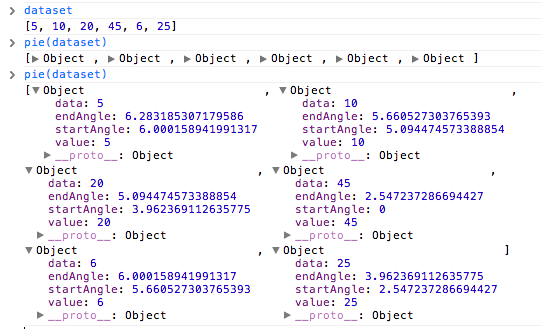 > dataset
[5, 10, 20, 45, 6, 25]
> pie(dataset)
[▶Object , ▶Object , ▶Object , ▶Object , ▶Object , ▶Object ]
> pie(dataset)
[▼Object , ▼Object ,
data: 5 data: 10
endAngle: 6.283185307179586 endAngle: 5.660527303765393
startAngle: 6.000158941991317 startAngle: 5.094474573388854
value: 5 value: 10
▶__proto__: Object ▶__proto__: Object
▼Object , ▼Object ,
data: 20 data: 45
endAngle: 5.094474573388854 endAngle: 2.547237286694427
startAngle: 3.962369112635775 startAngle: 0
value: 20 value: 45
▶__proto__: Object ▶__proto__: Object
▼Object , ▼Object ]
data: 6 data: 25
endAngle: 6.000158941991317 endAngle: 3.962369112635775
startAngle: 5.660527303765393 startAngle: 2.547237286694427
value: 6 value: 25
▶__proto__: Object ▶__proto__: Object